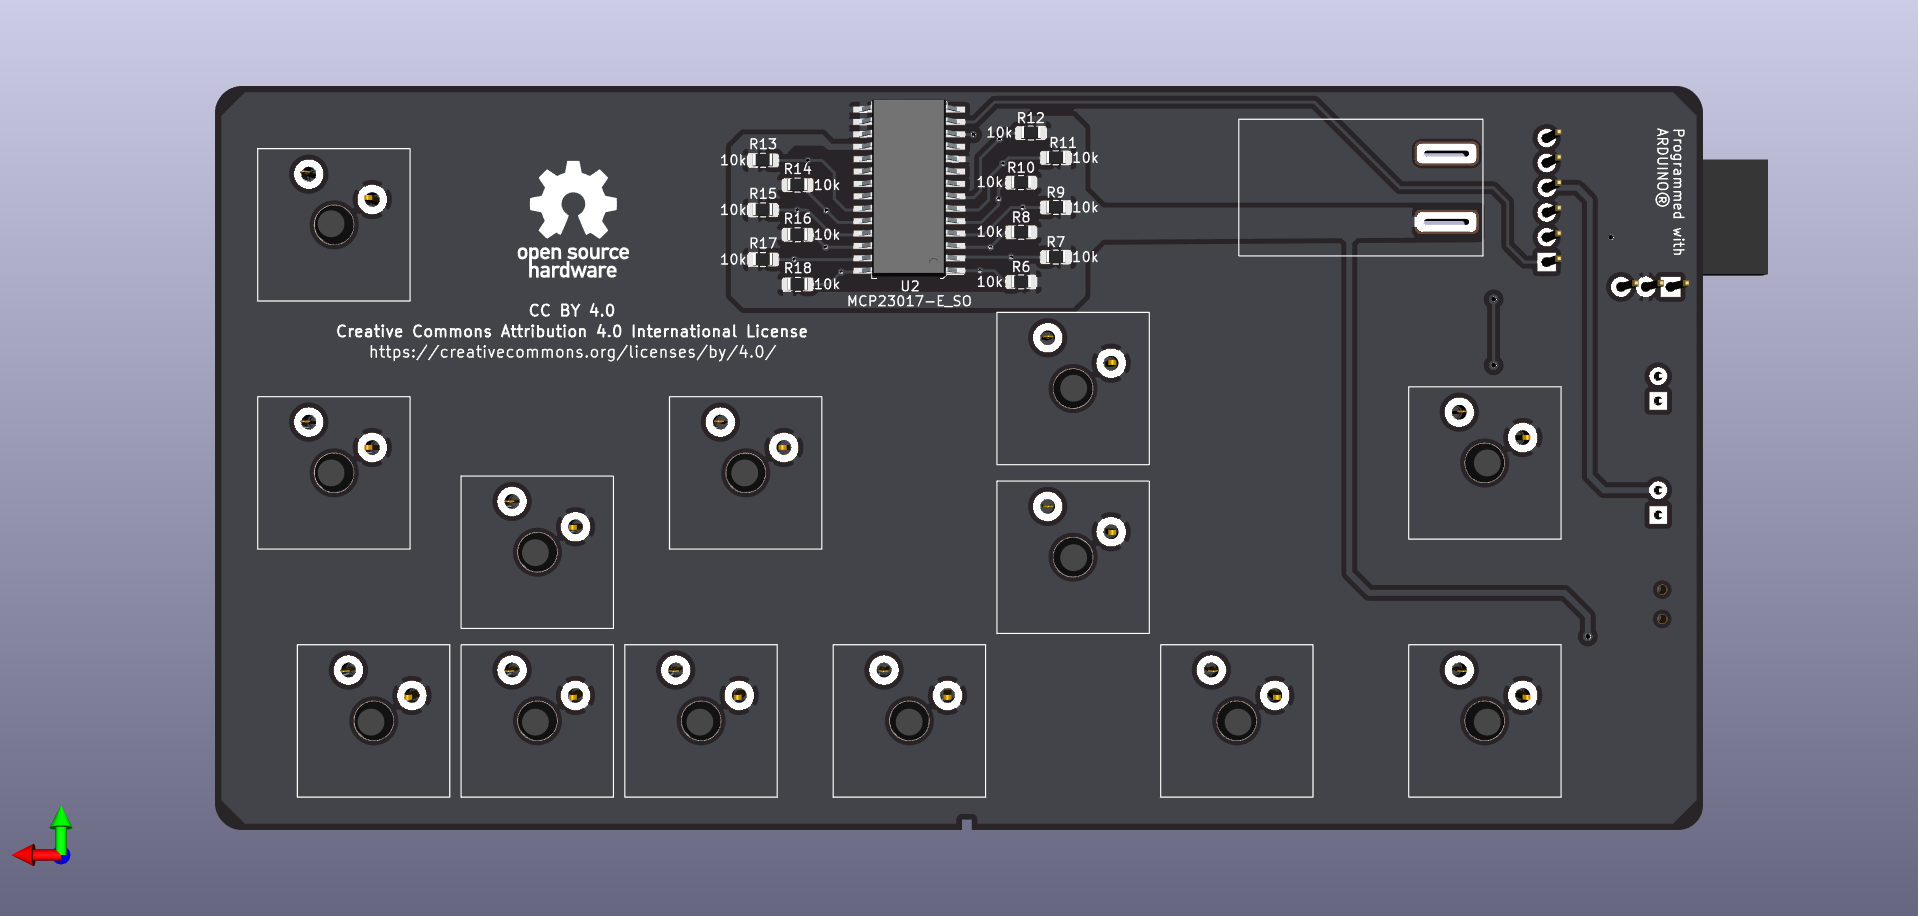 open source
hardware
CC BY 4.0
Creative Commons Attribution 4.0 International License
https://creativecommons.org/licenses/by/4.0/
R13
10k
R14
10k
R15
10k
R16
10k
R17
10k
R18
10k
R12
10k
R11
10k
R10
10k
R9
10k
R8
10k
R7
10k
R6
10k
U2
MCP23017-E_SO
Programmed with
ARDUINO®